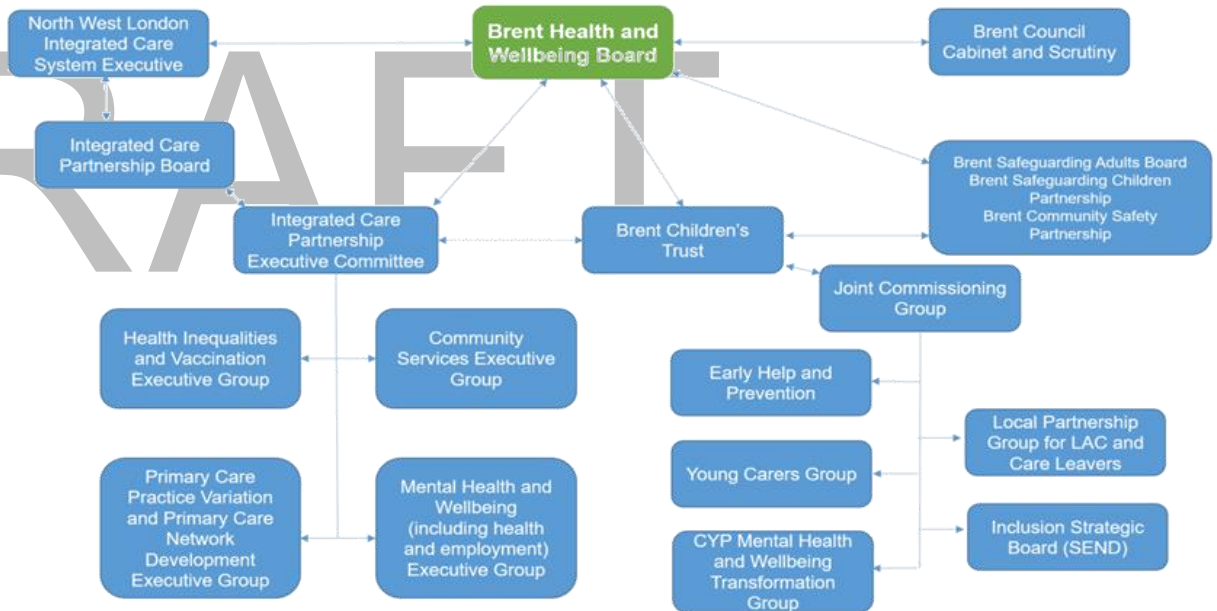 North West London
Integrated Care
System Executive
Brent Health and
Wellbeing Board
Brent Council
Cabinet and Scrutiny
Integrated Care
Partnership Board
Brent Safeguarding Adults Board
Brent Safeguarding Children
Partnership
Brent Community Safety
Partnership
Integrated Care
Partnership
Executive Committee
Brent Children's
Trust
Joint Commissioning
Group
Health Inequalities
and Vaccination
Executive Group
Community
Services Executive
Group
Early Help and
Prevention
Local Partnership
Group for LAC and
Care Leavers
Young Carers Group
Primary Care
Practice Variation
and Primary Care
Network
Development
Executive Group
Mental Health and
Wellbeing
(including health
and employment)
Executive Group
Inclusion Strategic
Board (SEND)
CYP Mental Health
and Wellbeing
Transformation
Group
RAFT